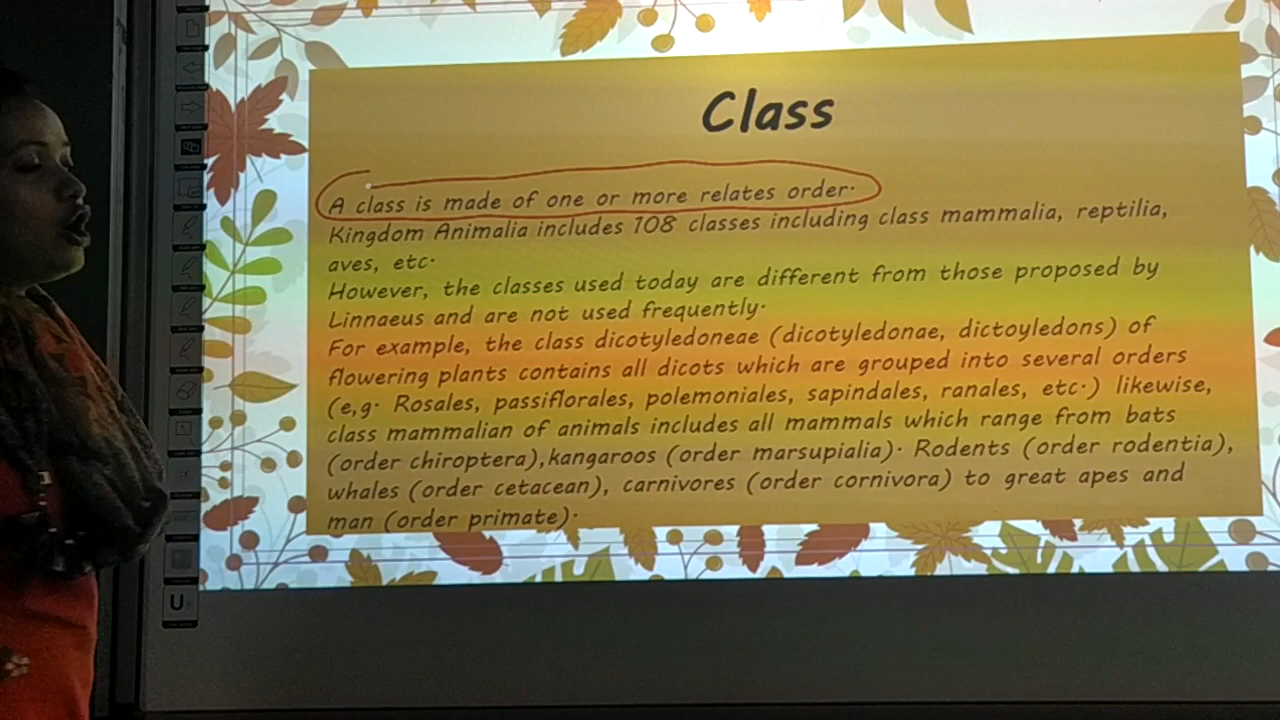 Class
A class is made of one or more relates order.
Kingdom Animalia includes 108 classes including class mammalia, reptilia,
aves, etc.
However, the classes used today are different from those proposed by
Linnaeus and are not used frequently.
For example, the class dicotyledoneae (dicotyledonae, dictoyledons) of
flowering plants contains all dicots which are grouped into several orders
(e,g. Rosales, passiflorales, polemoniales, sapindales, ranales, etc.) likewise,
class mammalian of animals includes all mammals which range from bats
(order chiroptera),kangaroos (order marsupialia). Rodents (order rodentia),
whales (order cetacean), carnivores (order cornivora) to great apes and
man (order primate).
U